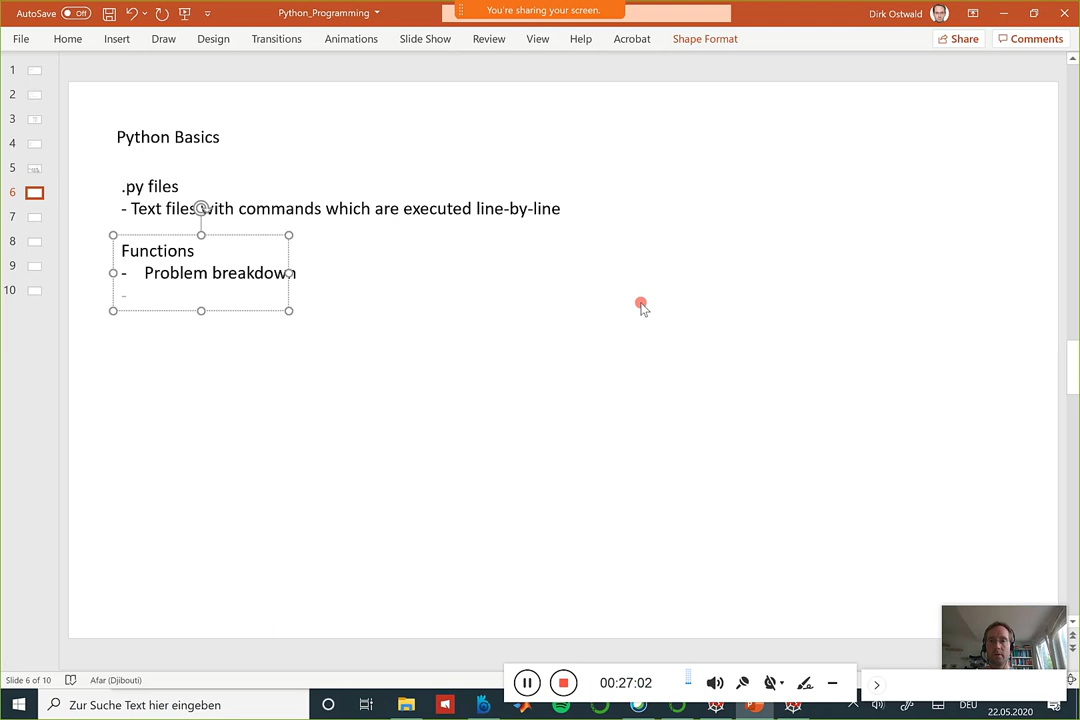 AutoSave Off
Python_Programming
You're sharing your screen.
Dirk Ostwald
File Home Insert Draw Design Transitions Animations Slide Show Review View Help Acrobat Shape Format Share Comments
1
2
3
4
5
6
7
8
9
10
Python Basics
.py files
- Text files with commands which are executed line-by-line
Functions
- Problem breakdown
-
Slide 6 of 10 Afar (Djibouti)
00:27:02
Zur Suche Text hier eingeben
DEU
22.05.2020